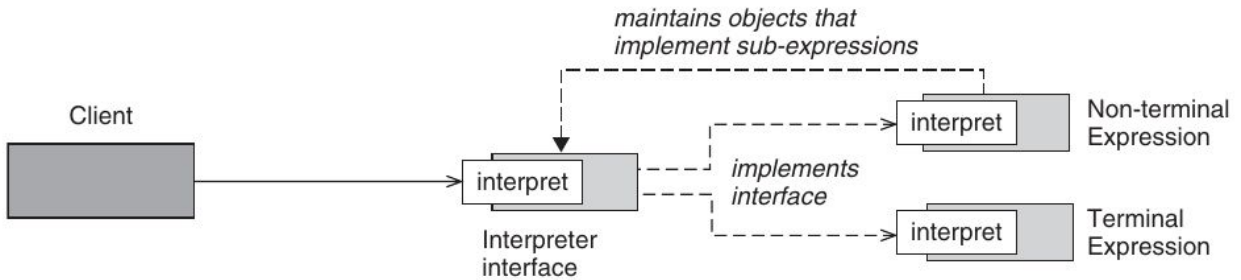 maintains objects that
implement sub-expressions
Client
interpret
Interpreter
interface
implements
interface
interpret
Non-terminal
Expression
interpret
Terminal
Expression